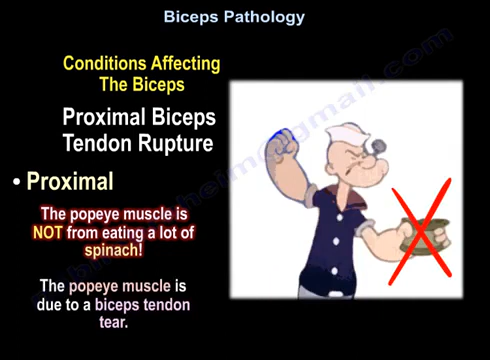 Biceps Pathology
Conditions Affecting
The Biceps
Proximal Biceps
Tendon Rupture
• Proximal
The popeye muscle is
NOT from eating a lot of
spinach!
The popeye muscle is
due to a biceps tendon
tear.